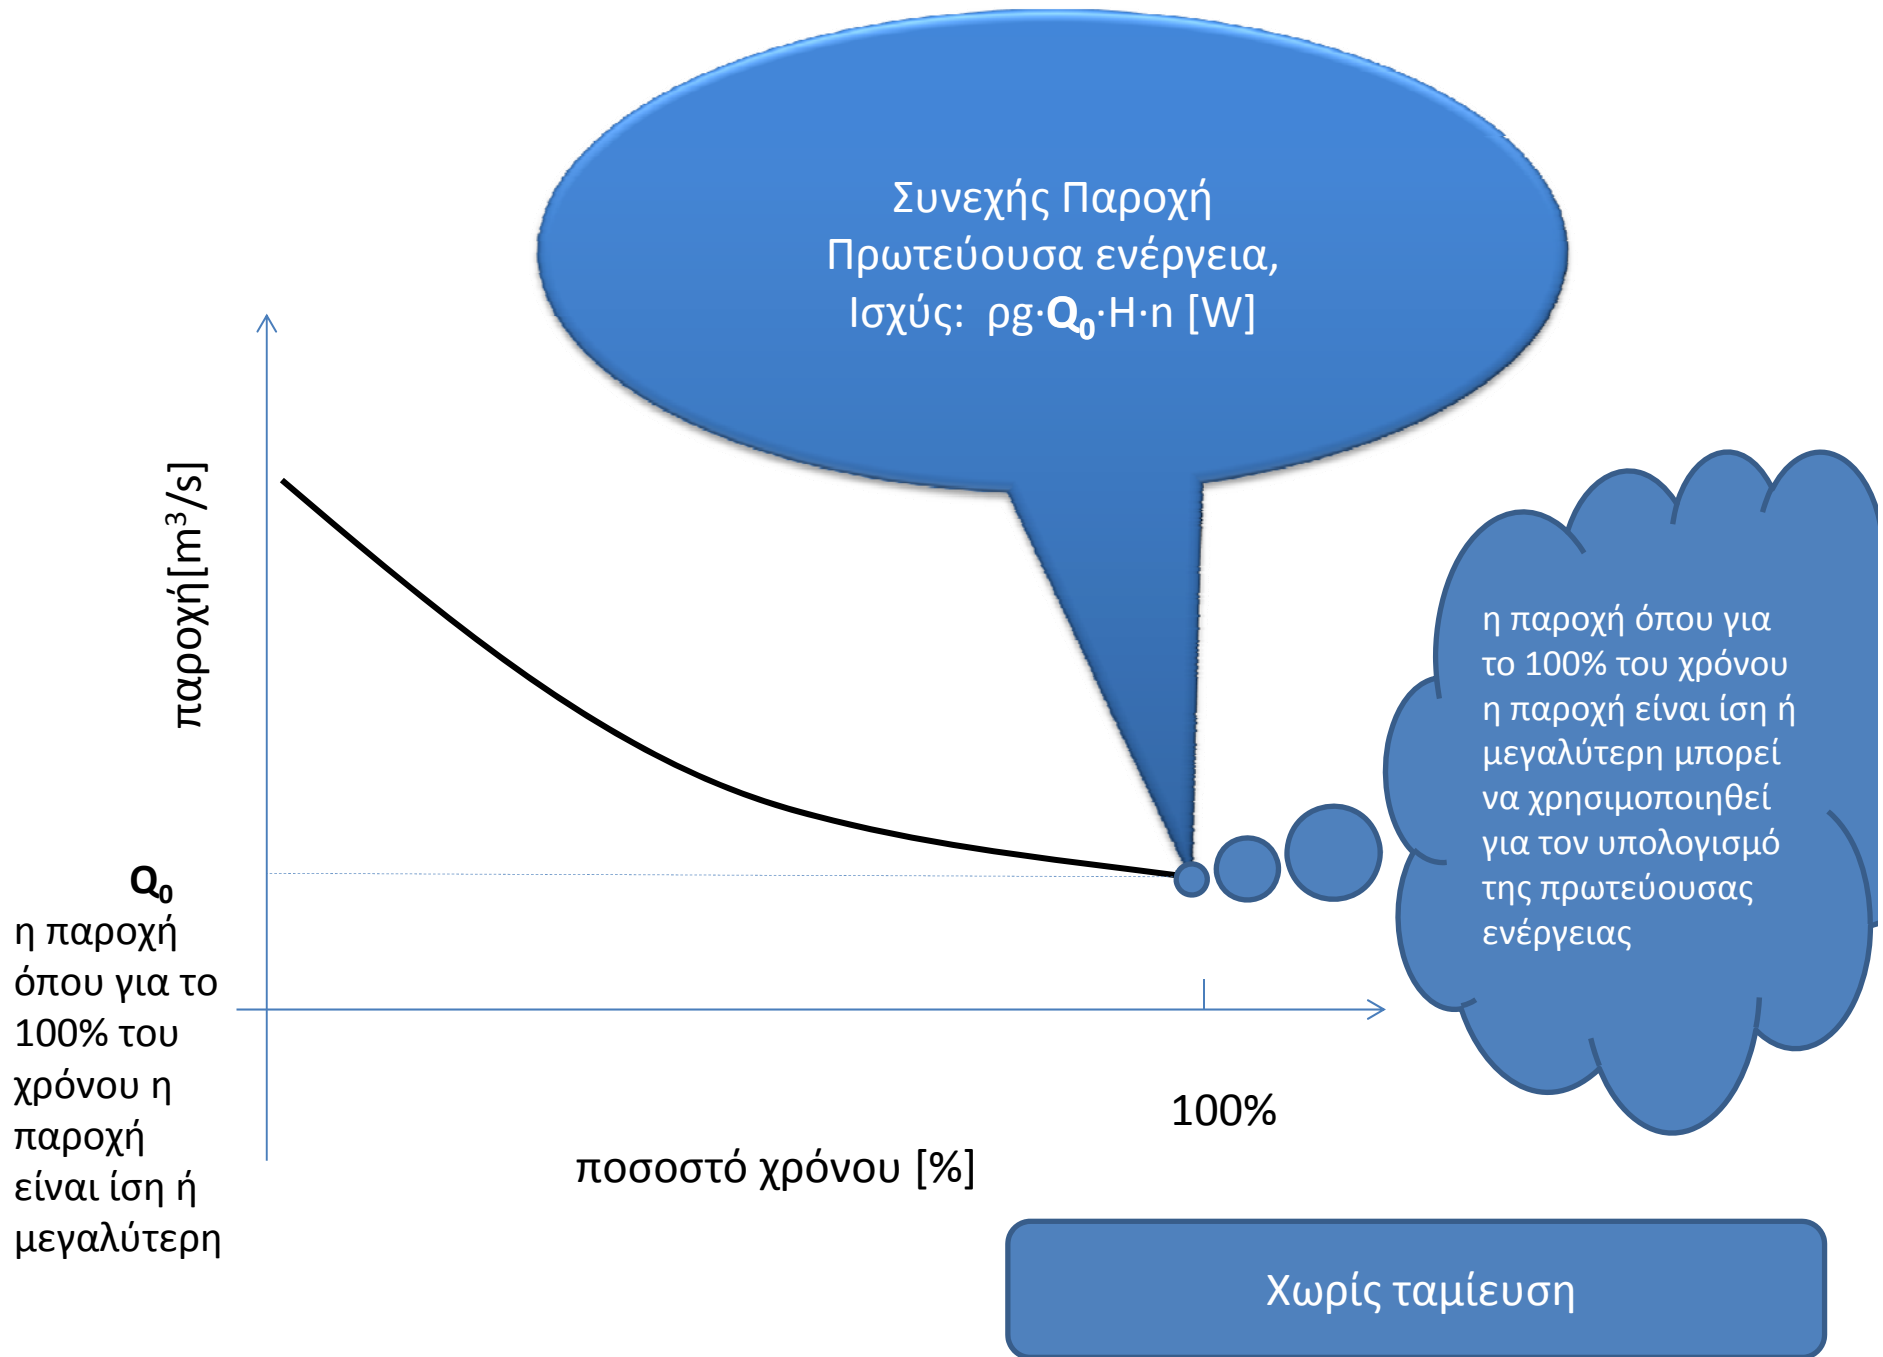 Συνεχής Παροχή
Πρωτεύουσα ενέργεια,
Ισχύς: ρg·Q₀·H·n [W]
παροχή[m³/s]
η παροχή όπου για
το 100% του χρόνου
η παροχή είναι ίση ή
μεγαλύτερη μπορεί
να χρησιμοποιηθεί
για τον υπολογισμό
της πρωτεύουσας
ενέργειας
Q₀
η παροχή
όπου για το
100% του
χρόνου η
παροχή
είναι ίση ή
μεγαλύτερη
100%
ποσοστό χρόνου [%]
Χωρίς ταμίευση